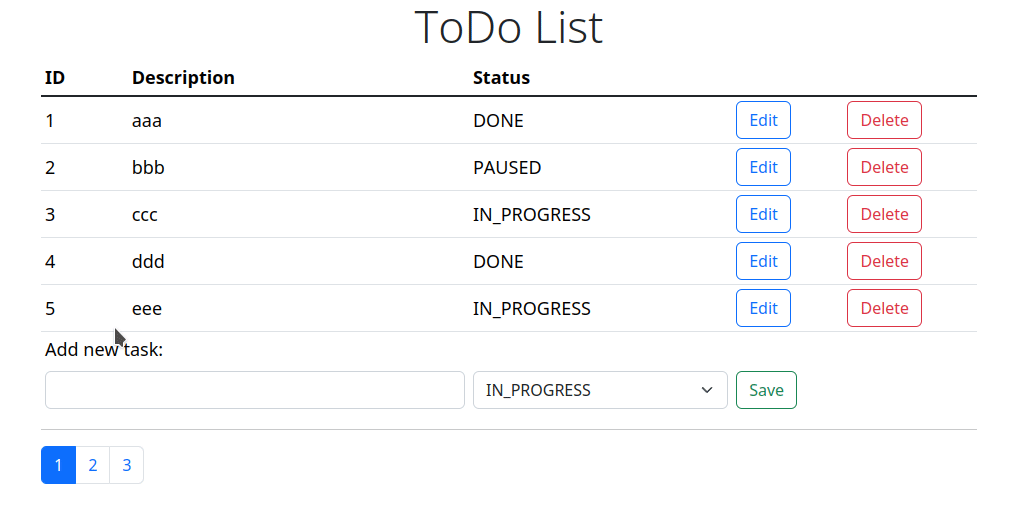 ToDo List
ID Description Status
1 aaa DONE Edit Delete
2 bbb PAUSED Edit Delete
3 ccc IN_PROGRESS Edit Delete
4 ddd DONE Edit Delete
5 eee IN_PROGRESS Edit Delete
Add new task:
IN_PROGRESS Save
1 2 3